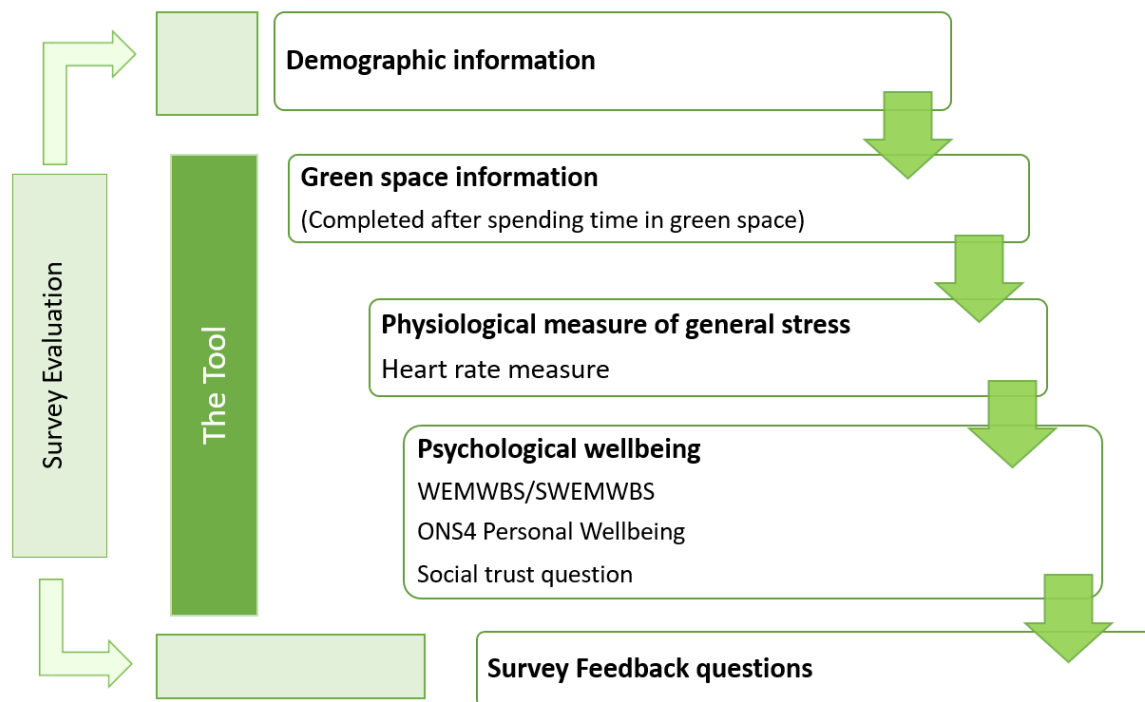 Demographic information
Survey Evaluation
The Tool
Green space information
(Completed after spending time in green space)
Physiological measure of general stress
Heart rate measure
Psychological wellbeing
WEMWBS/SWEMWBS
ONS4 Personal Wellbeing
Social trust question
Survey Feedback questions